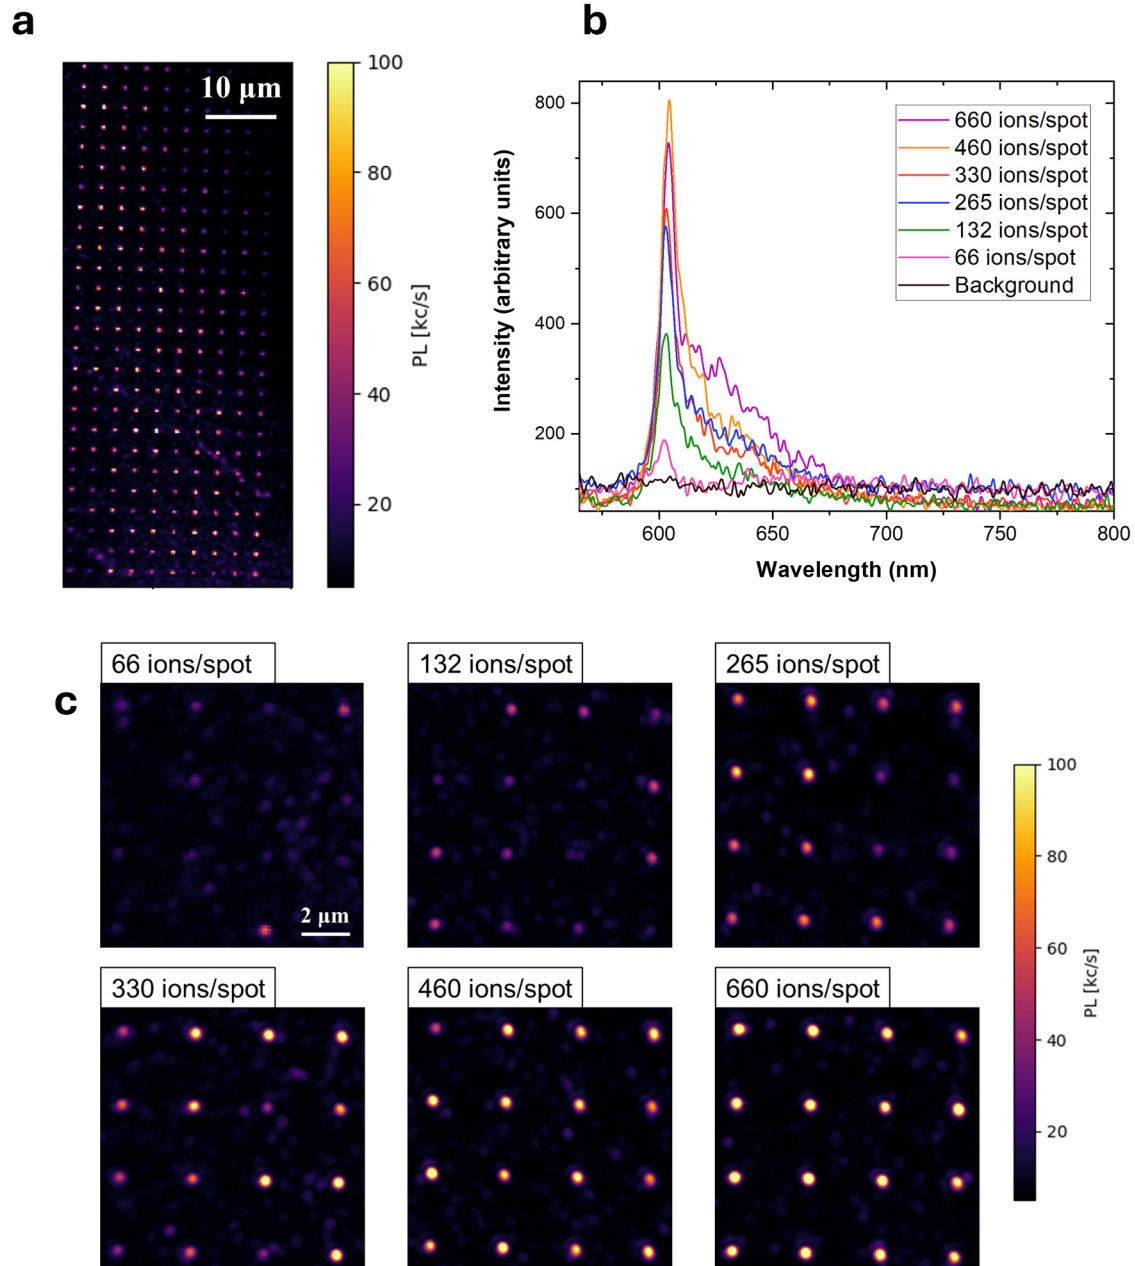 a
10 μm
100
80
60
40
20
PL [kc/s]
b
800
600
400
200
Intensity (arbitrary units)
660 ions/spot
460 ions/spot
330 ions/spot
265 ions/spot
132 ions/spot
66 ions/spot
Background
600
650
700
750
800
Wavelength (nm)
c
66 ions/spot
132 ions/spot
265 ions/spot
2 μm
330 ions/spot
460 ions/spot
660 ions/spot
100
80
60
40
20
PL [kc/s]